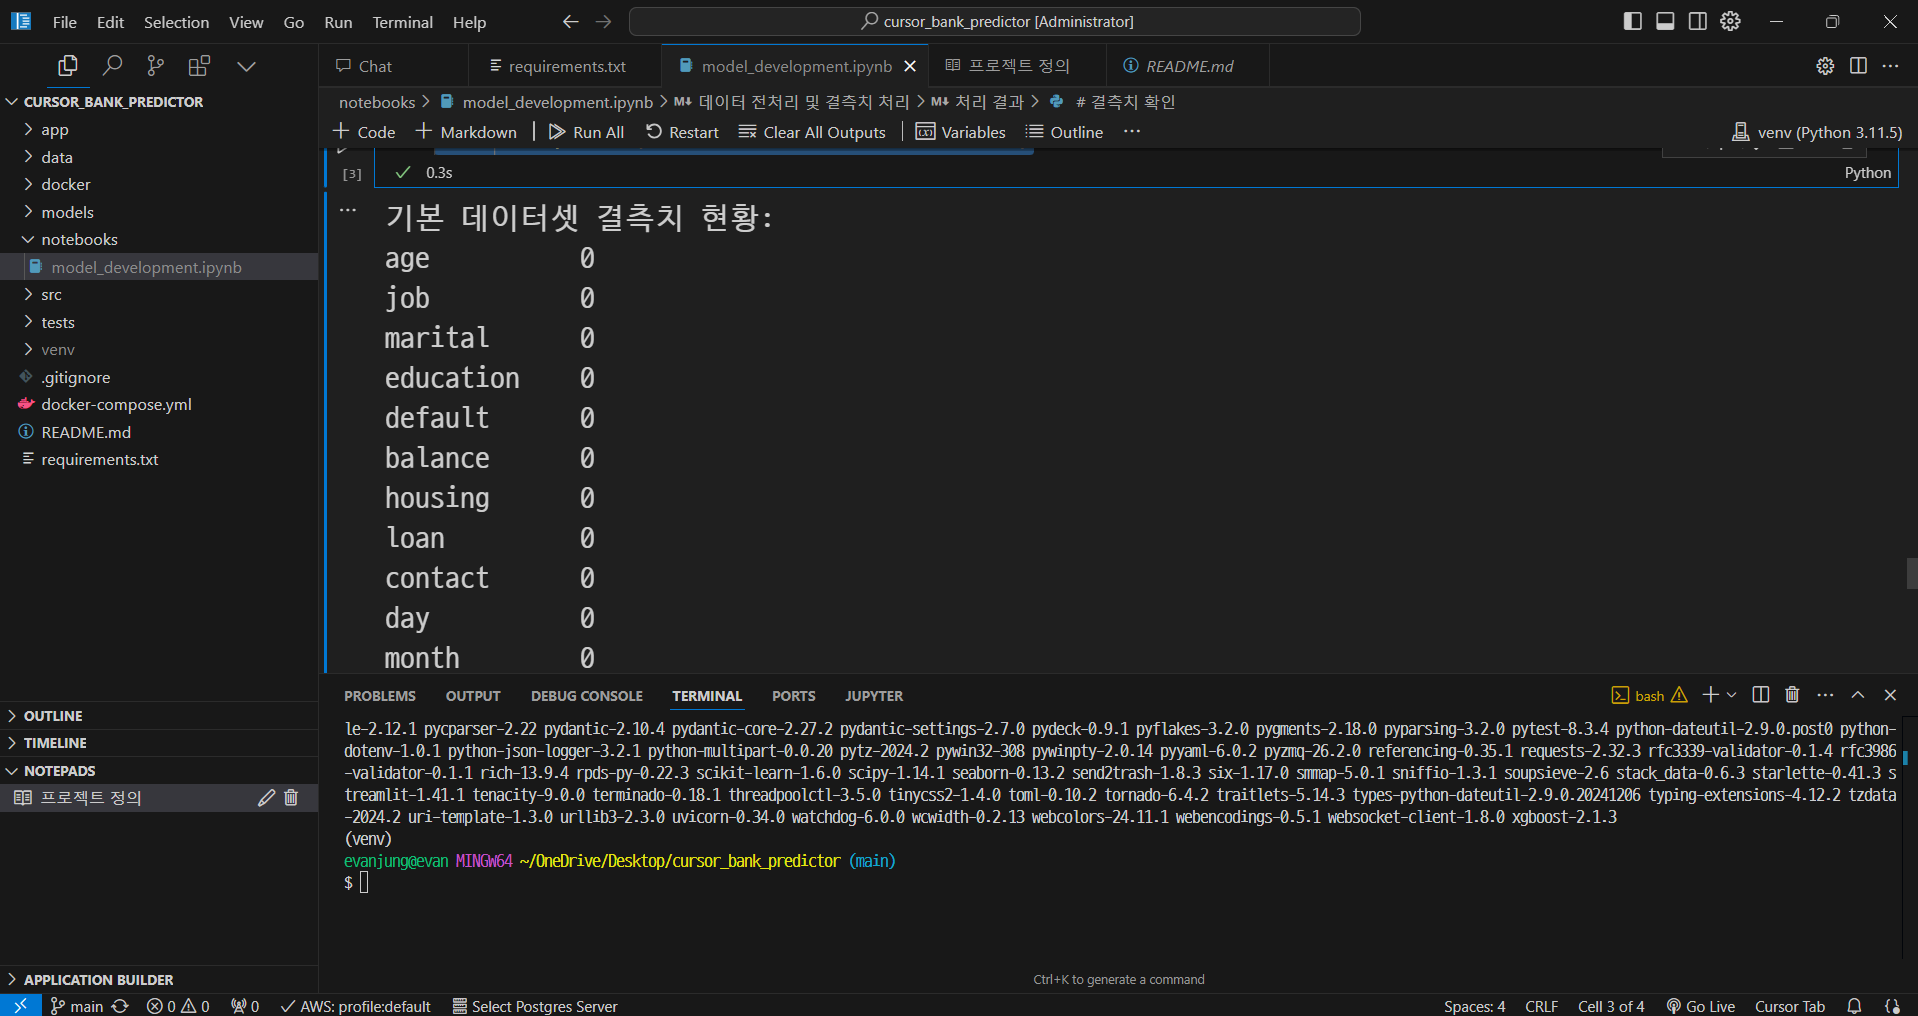 File Edit Selection View Go Run Terminal Help
cursor_bank_predictor [Administrator]
Chat
requirements.txt
model_development.ipynb
프로젝트 정의
README.md
CURSOR_BANK_PREDICTOR
app
data
docker
models
notebooks
model_development.ipynb
src
tests
venv
.gitignore
docker-compose.yml
README.md
requirements.txt
OUTLINE
TIMELINE
NOTEPADS
프로젝트 정의
APPLICATION BUILDER
notebooks > model_development.ipynb > M↓ 데이터 전처리 및 결측치 처리 > M↓ 처리 결과 > # 결측치 확인
Code Markdown Run All Restart Clear All Outputs Variables Outline ...
venv (Python 3.11.5)
[3] 0.3s Python
기본 데이터셋 결측치 현황:
age 0
job 0
marital 0
education 0
default 0
balance 0
housing 0
loan 0
contact 0
day 0
month 0
PROBLEMS OUTPUT DEBUG CONSOLE TERMINAL PORTS JUPYTER
bash
le-2.12.1 pycparser-2.22 pydantic-2.10.4 pydantic-core-2.27.2 pydantic-settings-2.7.0 pydeck-0.9.1 pyflakes-3.2.0 pygments-2.18.0 pyparsing-3.2.0 pytest-8.3.4 python-dateutil-2.9.0.post0 python-
dotenv-1.0.1 python-json-logger-3.2.1 python-multipart-0.0.20 pytz-2024.2 pywin32-308 pywinpty-2.0.14 pyyaml-6.0.2 pyzmq-26.2.0 referencing-0.35.1 requests-2.32.3 rfc3339-validator-0.1.4 rfc3986
-validator-0.1.1 rich-13.9.4 rpds-py-0.22.3 scikit-learn-1.6.0 scipy-1.14.1 seaborn-0.13.2 send2trash-1.8.3 six-1.17.0 smmap-5.0.1 sniffio-1.3.1 soupsieve-2.6 stack_data-0.6.3 starlette-0.41.3 s
treamlit-1.41.1 tenacity-9.0.0 terminado-0.18.1 threadpoolctl-3.5.0 tinycss2-1.4.0 toml-0.10.2 tornado-6.4.2 traitlets-5.14.3 types-python-dateutil-2.9.0.20241206 typing-extensions-4.12.2 tzdata
-2024.2 uri-template-1.3.0 urllib3-2.3.0 uvicorn-0.34.0 watchdog-6.0.0 wcwidth-0.2.13 webcolors-24.11.1 webencodings-0.5.1 websocket-client-1.8.0 xgboost-2.1.3
(venv)
evanjung@evan MINGW64 ~/OneDrive/Desktop/cursor_bank_predictor (main)
$
Ctrl+K to generate a command
main 0 0 0 AWS: profile:default Select Postgres Server
Spaces: 4 CRLF Cell 3 of 4 Go Live Cursor Tab